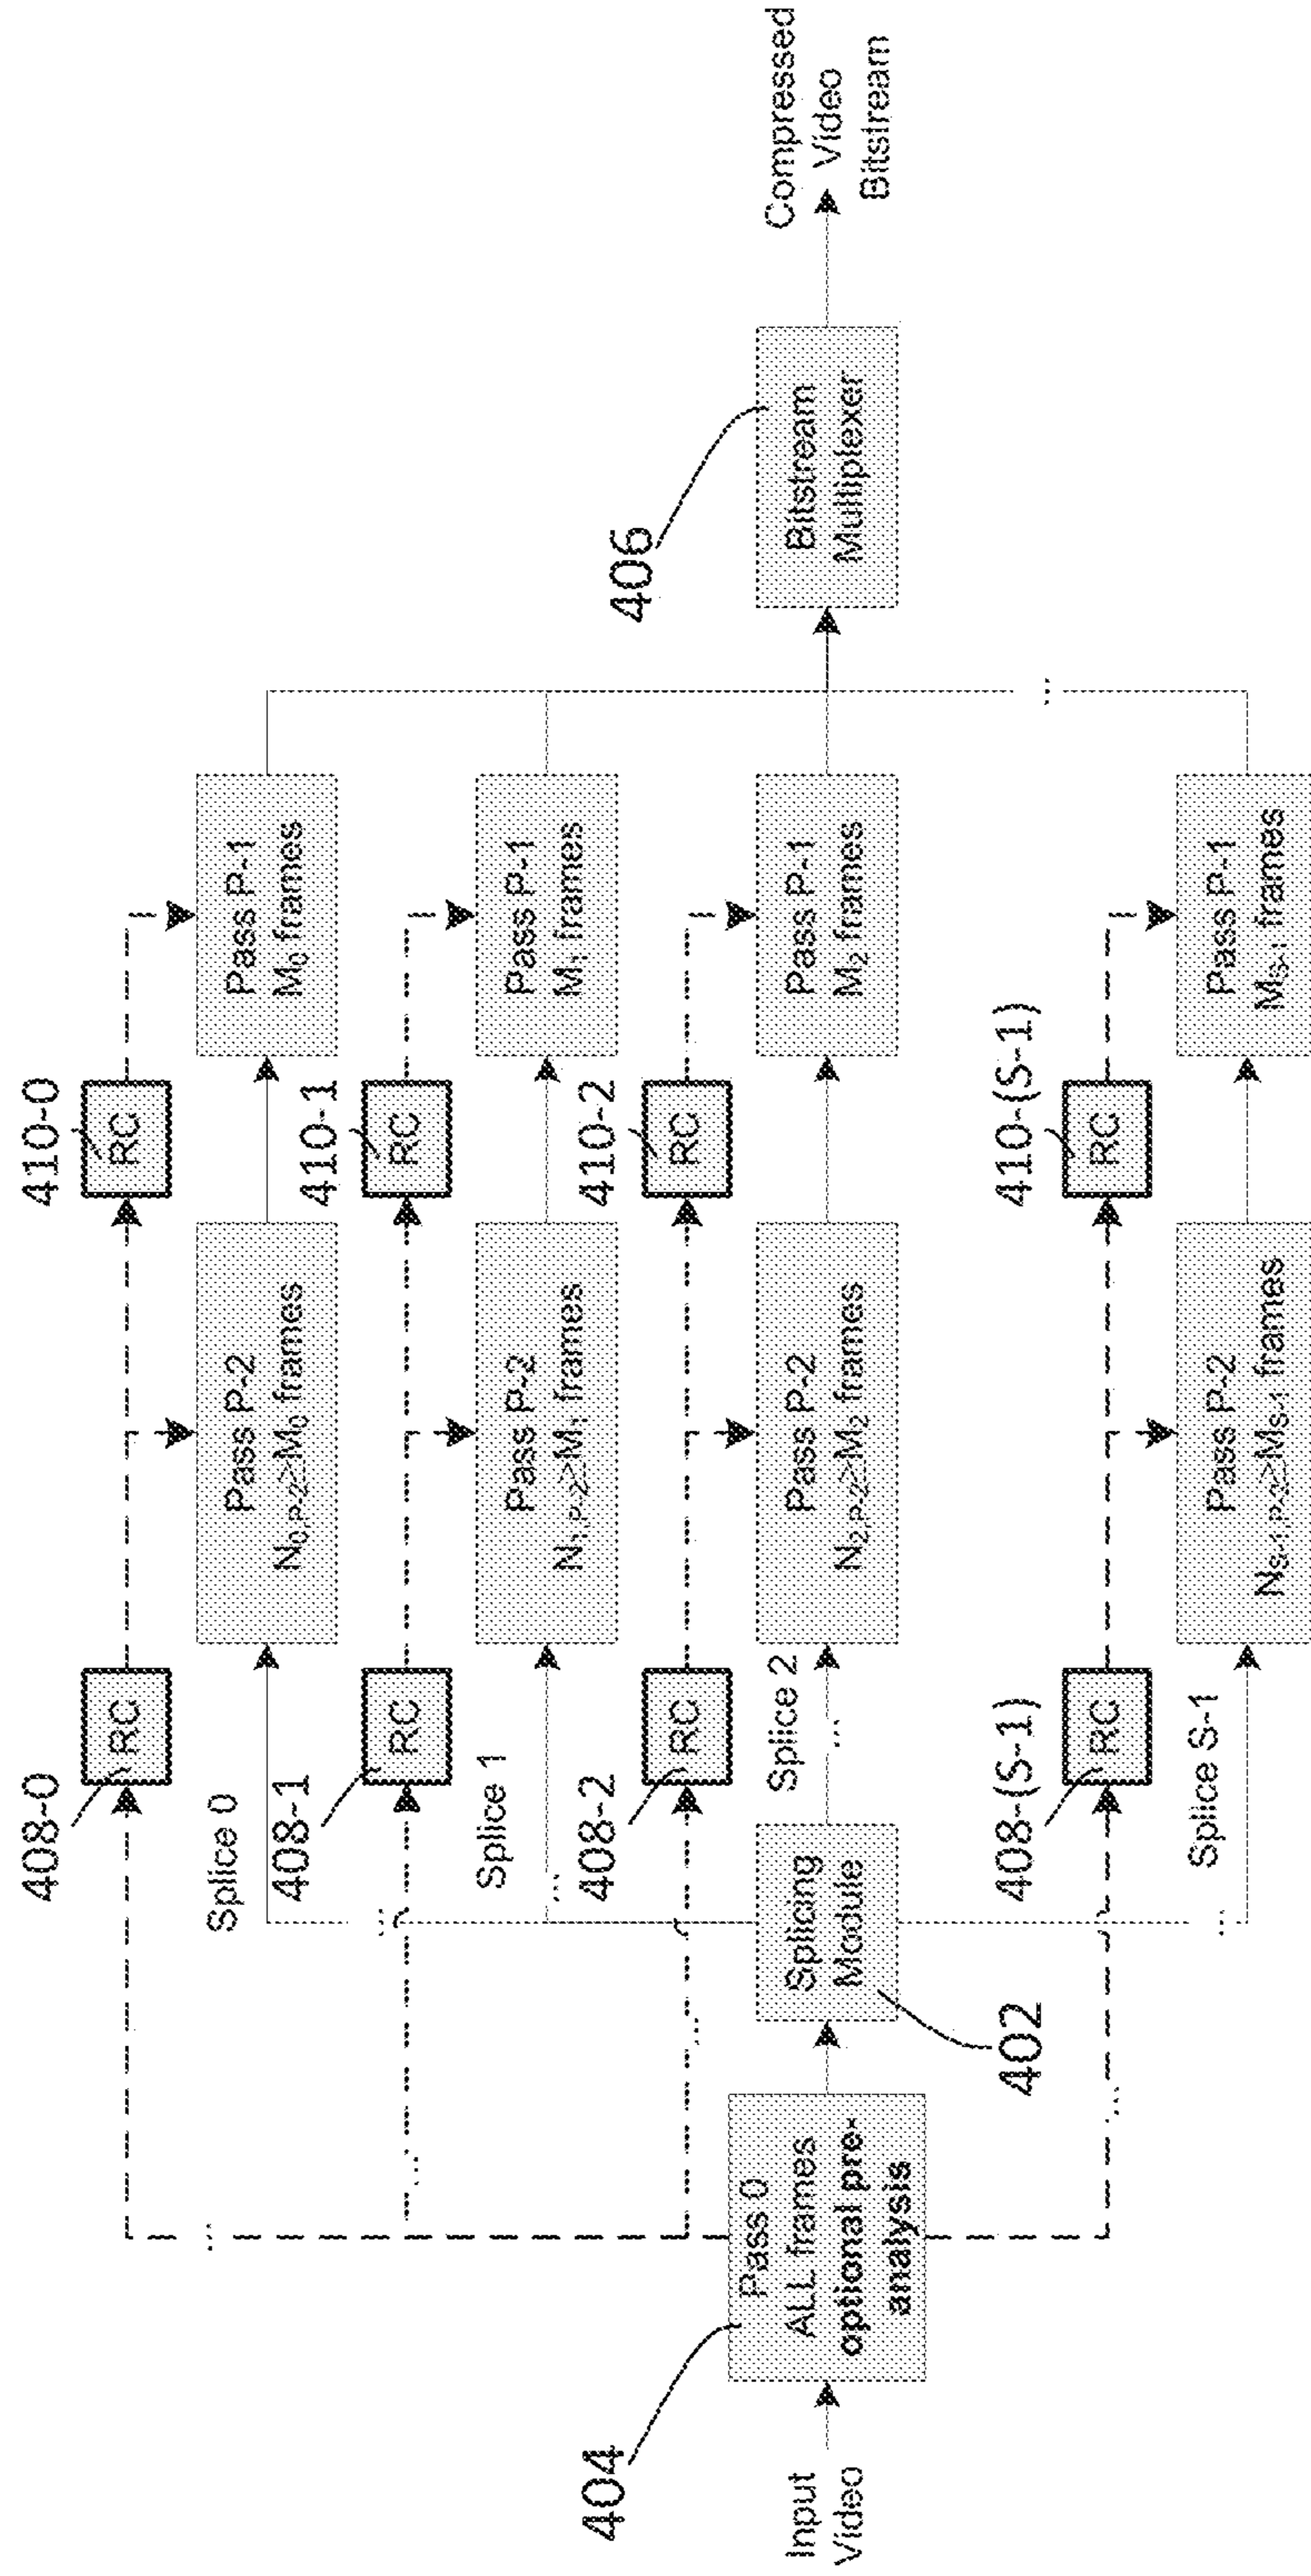 Input
Video
404
Pass 0
ALL frames
optional pre-
analysis
402
Splicing
Module
Splice 0
Splice 1
Splice 2
Splice S-1
408-0
RC
408-1
RC
408-2
RC
408-(S-1)
RC
Pass P-2
N0,P-2≥M0 frames
Pass P-2
N1,P-2≥M1 frames
Pass P-2
N2,P-2≥M2 frames
Pass P-2
NS-1,P-2≥MS-1 frames
410-0
RC
410-1
RC
410-2
RC
410-(S-1)
RC
Pass P-1
M0 frames
Pass P-1
M1 frames
Pass P-1
M2 frames
Pass P-1
MS-1 frames
406
Bitstream
Multiplexer
Compressed
Video
Bitstream